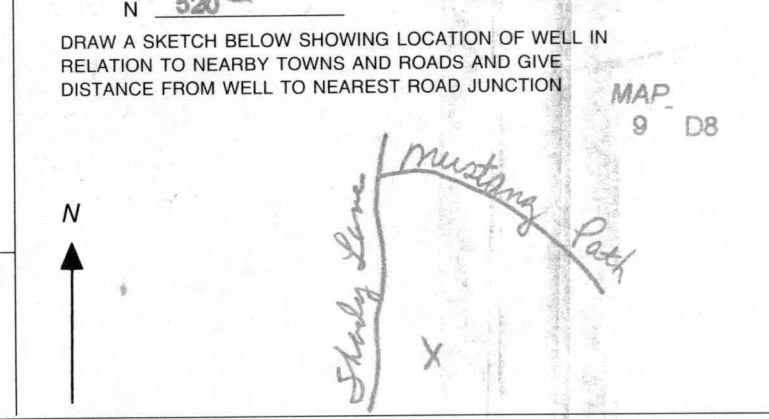 N 520
DRAW A SKETCH BELOW SHOWING LOCATION OF WELL IN
RELATION TO NEARBY TOWNS AND ROADS AND GIVE
DISTANCE FROM WELL TO NEAREST ROAD JUNCTION
MAP
9 D8
Mustang Path
N
Shady Lane
X